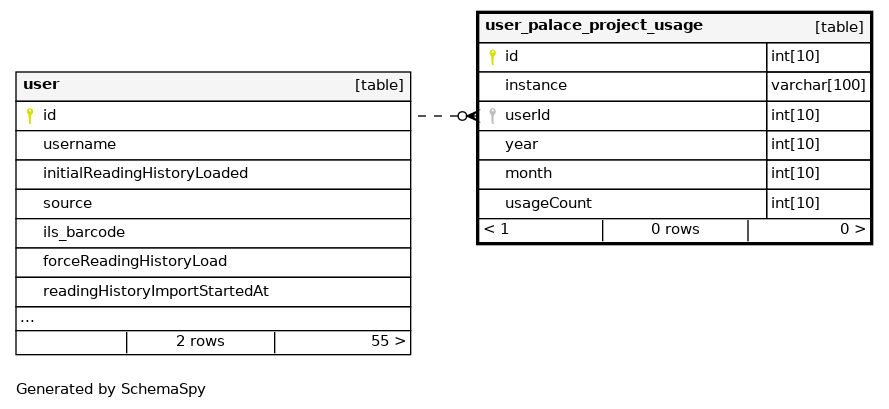 user [table]
id
username
initialReadingHistoryLoaded
source
ils_barcode
forceReadingHistoryLoad
readingHistoryImportStartedAt
...
2 rows 55 >
user_palace_project_usage [table]
id int[10]
instance varchar[100]
userId int[10]
year int[10]
month int[10]
usageCount int[10]
< 1 0 rows 0 >
Generated by SchemaSpy